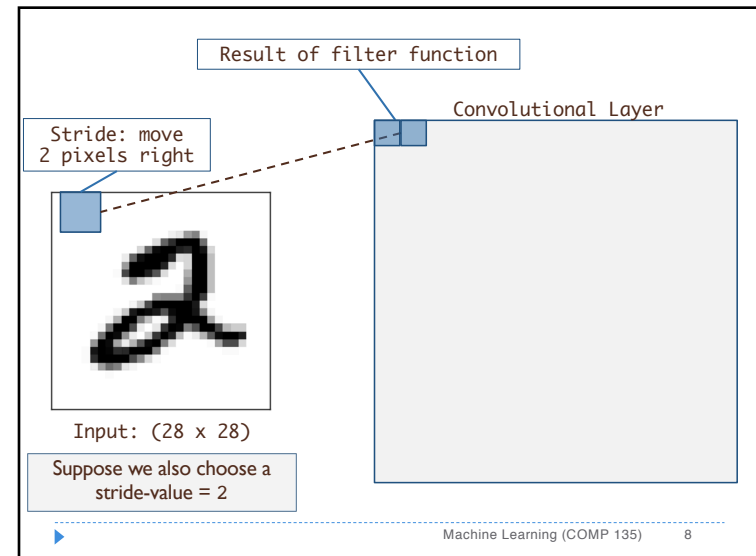 Result of filter function
Convolutional Layer
Stride: move
2 pixels right
Input: (28 x 28)
Suppose we also choose a
stride-value = 2
Machine Learning (COMP 135) 8